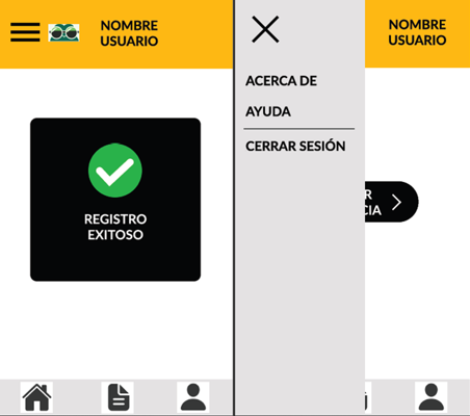 NOMBRE
USUARIO
REGISTRO
EXITOSO
ACERCA DE
AYUDA
CERRAR SESIÓN
NOMBRE
USUARIO